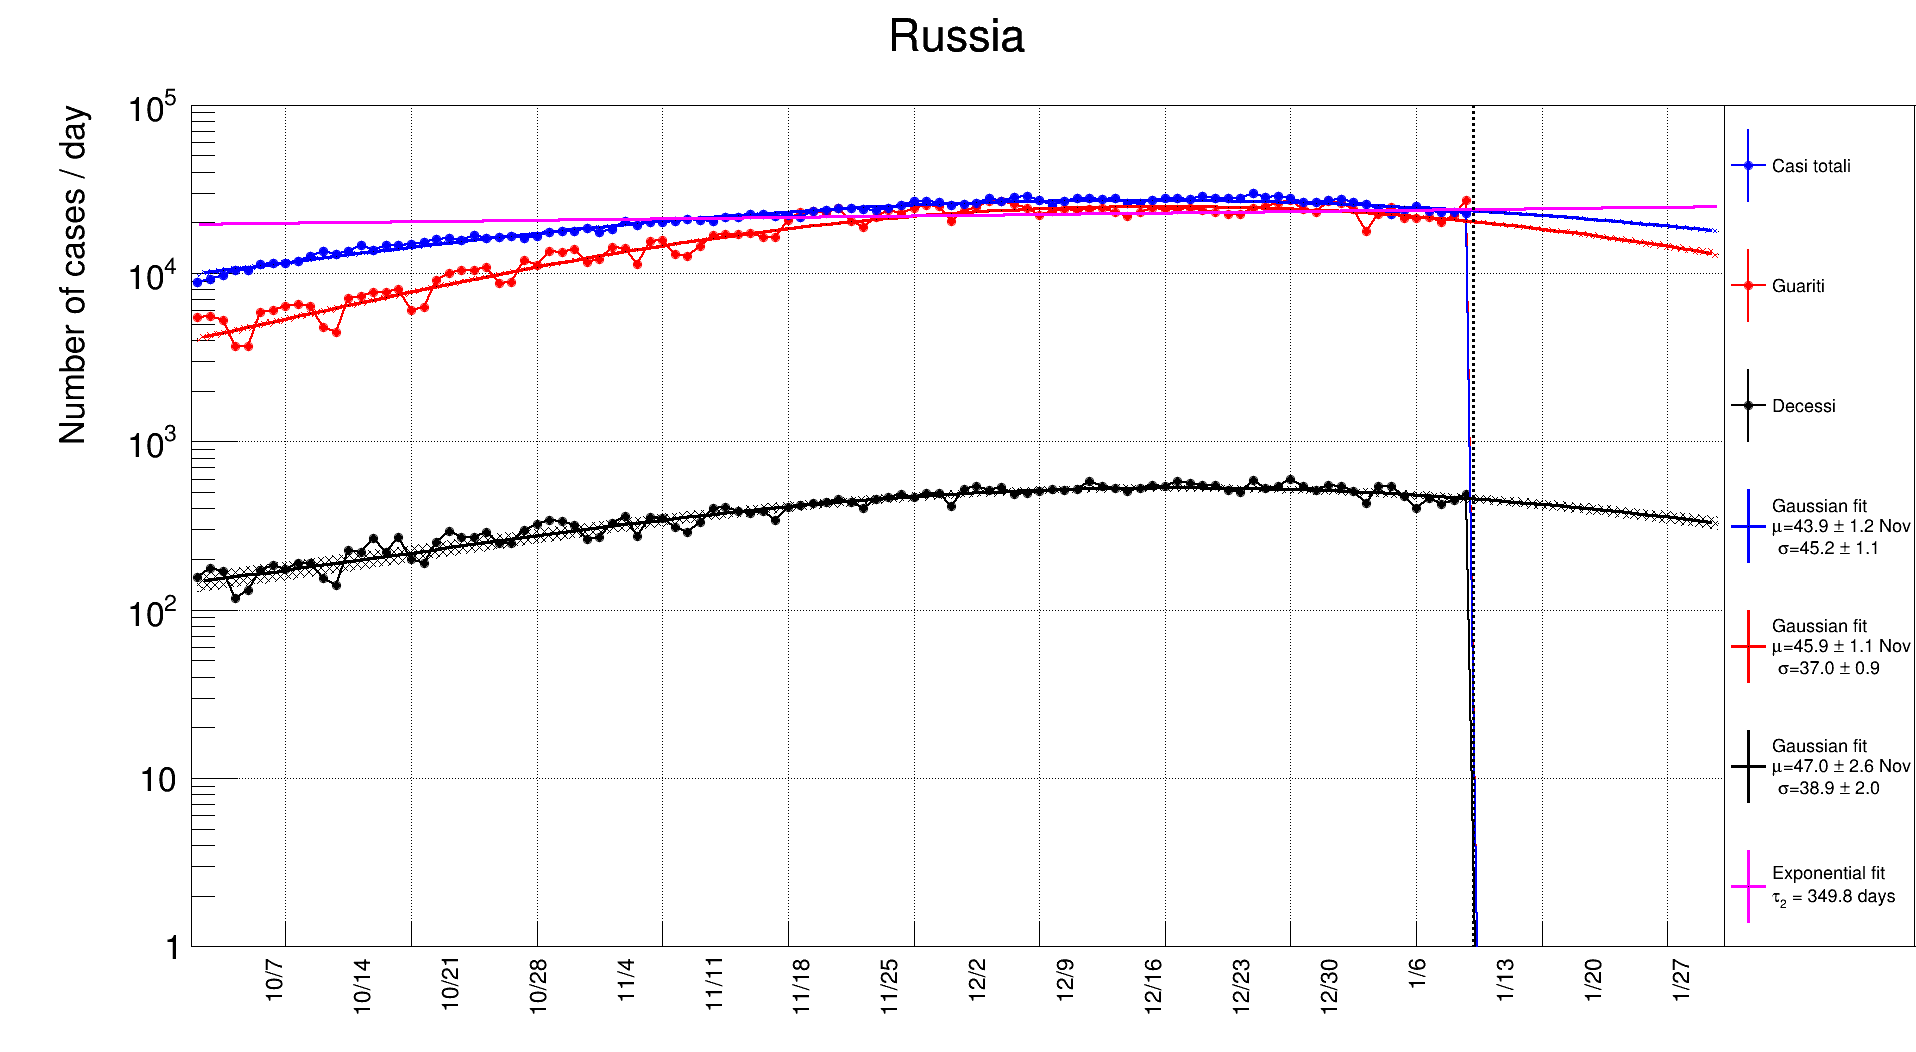 Russia
Number of cases / day
10^5
10^4
10^3
10^2
10
1
10/7
10/14
10/21
10/28
11/4
11/11
11/18
11/25
12/2
12/9
12/16
12/23
12/30
1/6
1/13
1/20
1/27
Casi totali
Guariti
Decessi
Gaussian fit
μ=43.9 ± 1.2 Nov
σ=45.2 ± 1.1
Gaussian fit
μ=45.9 ± 1.1 Nov
σ=37.0 ± 0.9
Gaussian fit
μ=47.0 ± 2.6 Nov
σ=38.9 ± 2.0
Exponential fit
τ₂ = 349.8 days